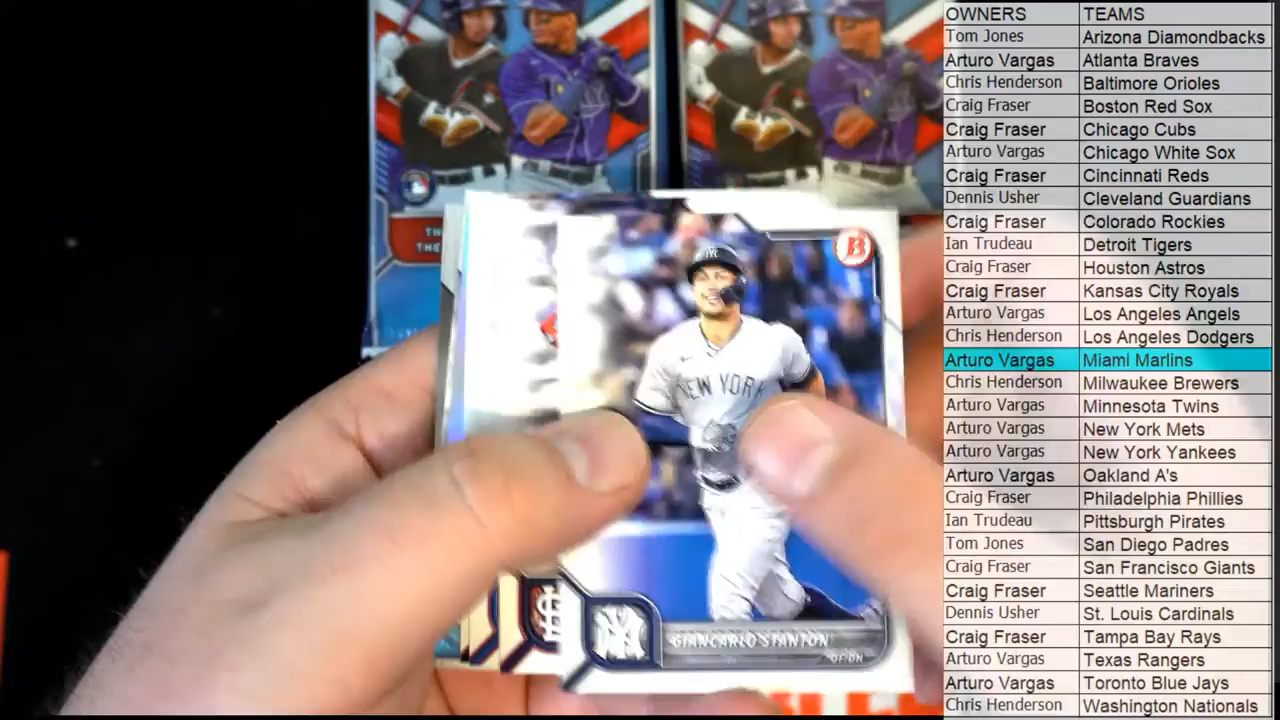 OWNERS TEAMS
Tom Jones Arizona Diamondbacks
Arturo Vargas Atlanta Braves
Chris Henderson Baltimore Orioles
Craig Fraser Boston Red Sox
Craig Fraser Chicago Cubs
Arturo Vargas Chicago White Sox
Craig Fraser Cincinnati Reds
Dennis Usher Cleveland Guardians
Craig Fraser Colorado Rockies
Ian Trudeau Detroit Tigers
Craig Fraser Houston Astros
Craig Fraser Kansas City Royals
Arturo Vargas Los Angeles Angels
Chris Henderson Los Angeles Dodgers
Arturo Vargas Miami Marlins
Chris Henderson Milwaukee Brewers
Arturo Vargas Minnesota Twins
Arturo Vargas New York Mets
Arturo Vargas New York Yankees
Arturo Vargas Oakland A's
Craig Fraser Philadelphia Phillies
Ian Trudeau Pittsburgh Pirates
Tom Jones San Diego Padres
Craig Fraser San Francisco Giants
Craig Fraser Seattle Mariners
Dennis Usher St. Louis Cardinals
Craig Fraser Tampa Bay Rays
Arturo Vargas Texas Rangers
Arturo Vargas Toronto Blue Jays
Chris Henderson Washington Nationals
B
NY
NEW YORK
NY
GIANCARLO STANTON
OF-DH